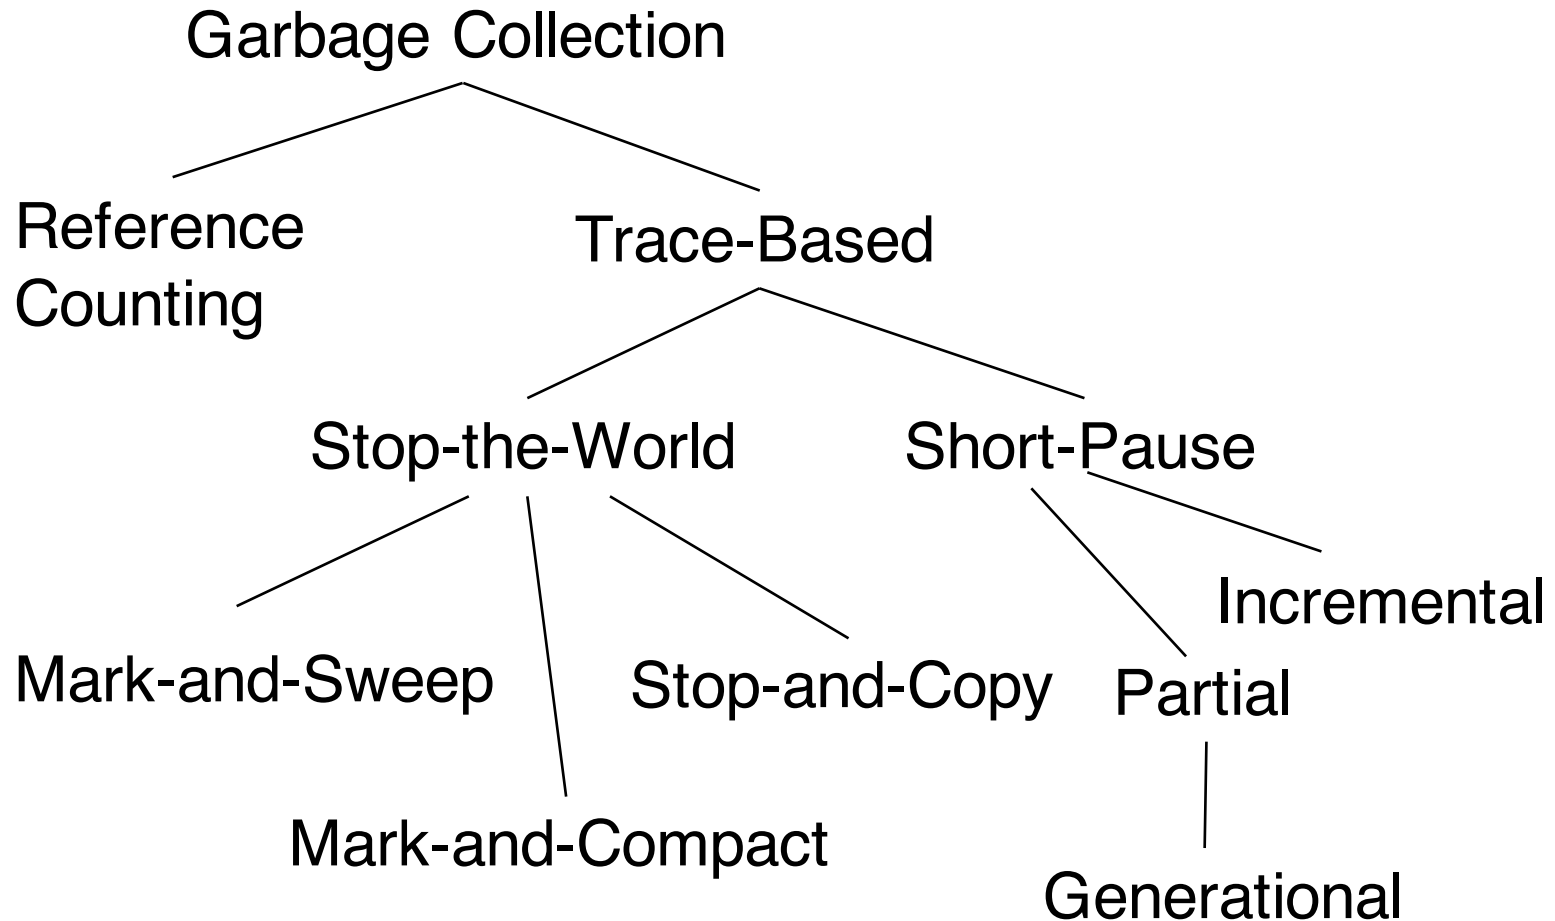 Garbage Collection
Reference
Counting
Trace-Based
Stop-the-World
Short-Pause
Incremental
Mark-and-Sweep
Stop-and-Copy
Partial
Mark-and-Compact
Generational